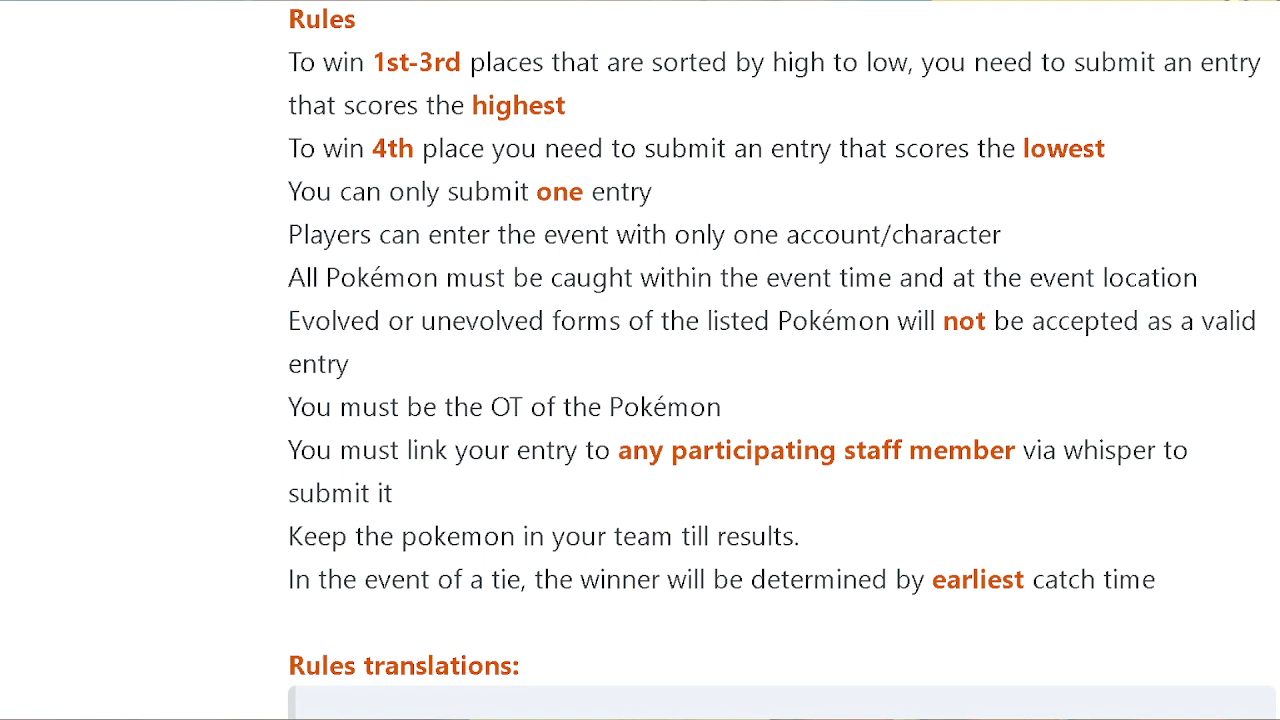 Rules
To win 1st-3rd places that are sorted by high to low, you need to submit an entry
that scores the highest
To win 4th place you need to submit an entry that scores the lowest
You can only submit one entry
Players can enter the event with only one account/character
All Pokémon must be caught within the event time and at the event location
Evolved or unevolved forms of the listed Pokémon will not be accepted as a valid
entry
You must be the OT of the Pokémon
You must link your entry to any participating staff member via whisper to
submit it
Keep the pokemon in your team till results.
In the event of a tie, the winner will be determined by earliest catch time
Rules translations: